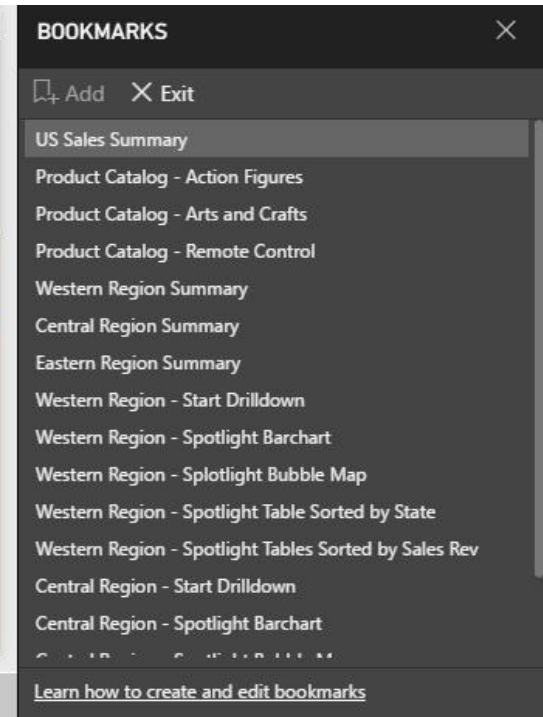 BOOKMARKS
Add Exit
US Sales Summary
Product Catalog - Action Figures
Product Catalog - Arts and Crafts
Product Catalog - Remote Control
Western Region Summary
Central Region Summary
Eastern Region Summary
Western Region - Start Drilldown
Western Region - Spotlight Barchart
Western Region - Splotlight Bubble Map
Western Region - Spotlight Table Sorted by State
Western Region - Spotlight Tables Sorted by Sales Rev
Central Region - Start Drilldown
Central Region - Spotlight Barchart
Learn how to create and edit bookmarks